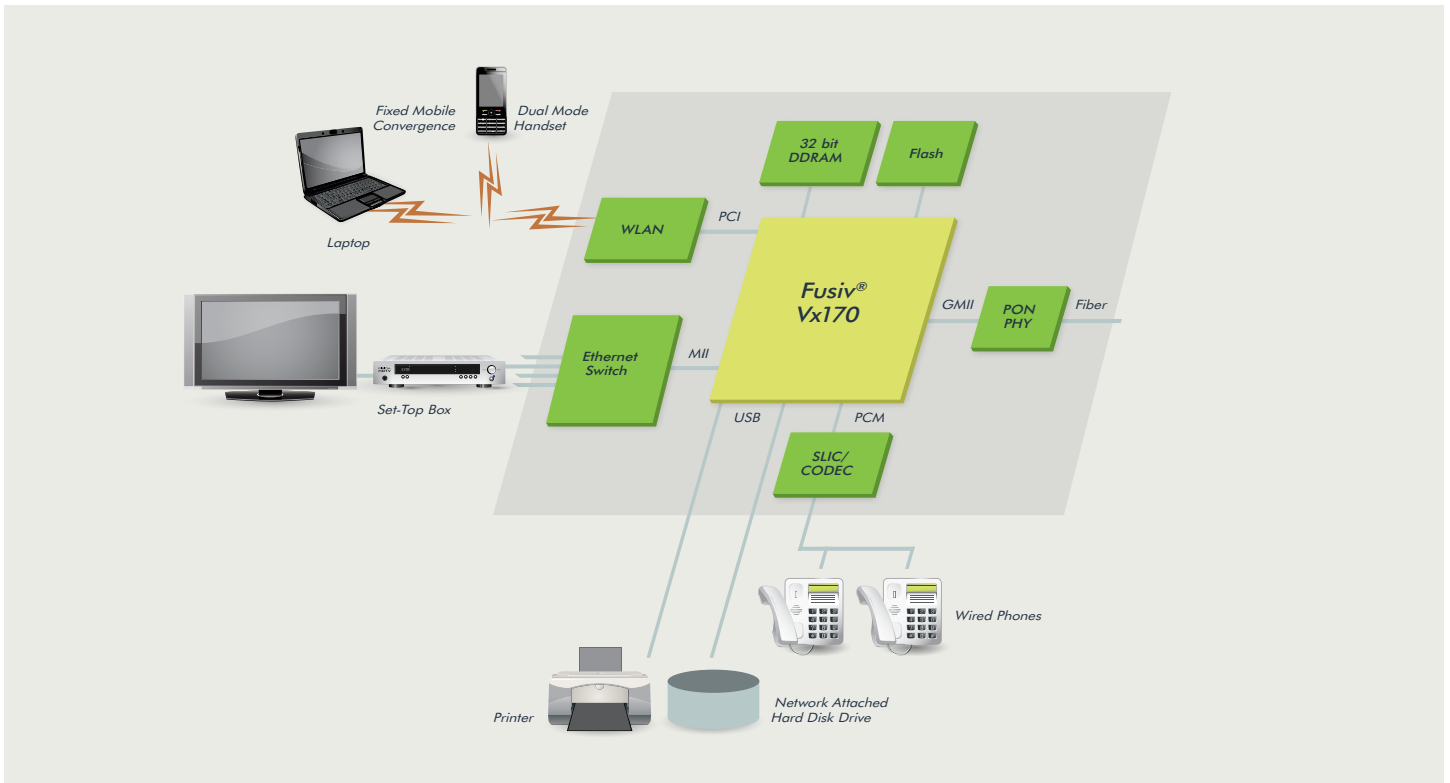 Fixed Mobile
Convergence
Dual Mode
Handset
Laptop
32 bit
DDRAM
Flash
WLAN
PCI
Fusiv®
Vx170
GMII
PON
PHY
Fiber
Ethernet
Switch
MII
Set-Top Box
USB
PCM
SLIC/
CODEC
Wired Phones
Printer
Network Attached
Hard Disk Drive